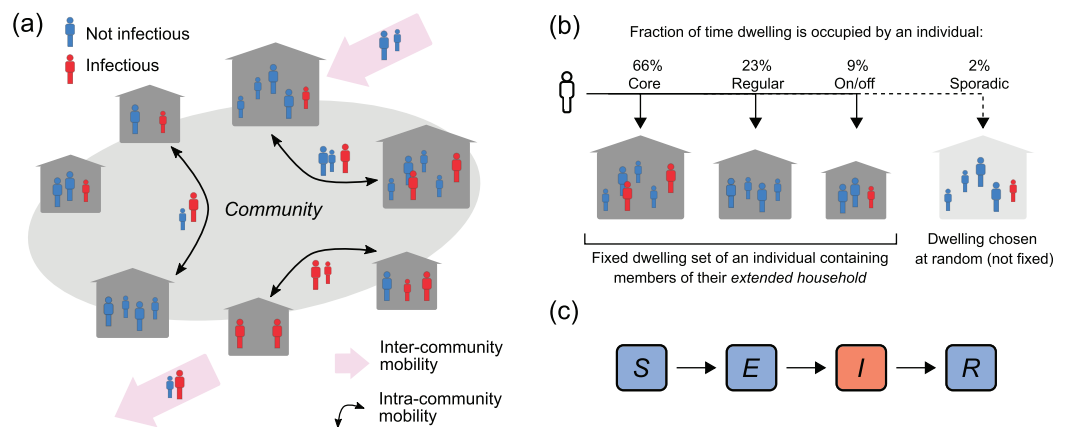 (a)
Not infectious
Infectious
Community
Inter-community
mobility
Intra-community
mobility
(b)
Fraction of time dwelling is occupied by an individual:
66%
Core
23%
Regular
9%
On/off
2%
Sporadic
Fixed dwelling set of an individual containing
members of their extended household
Dwelling chosen
at random (not fixed)
(c)
S
E
I
R